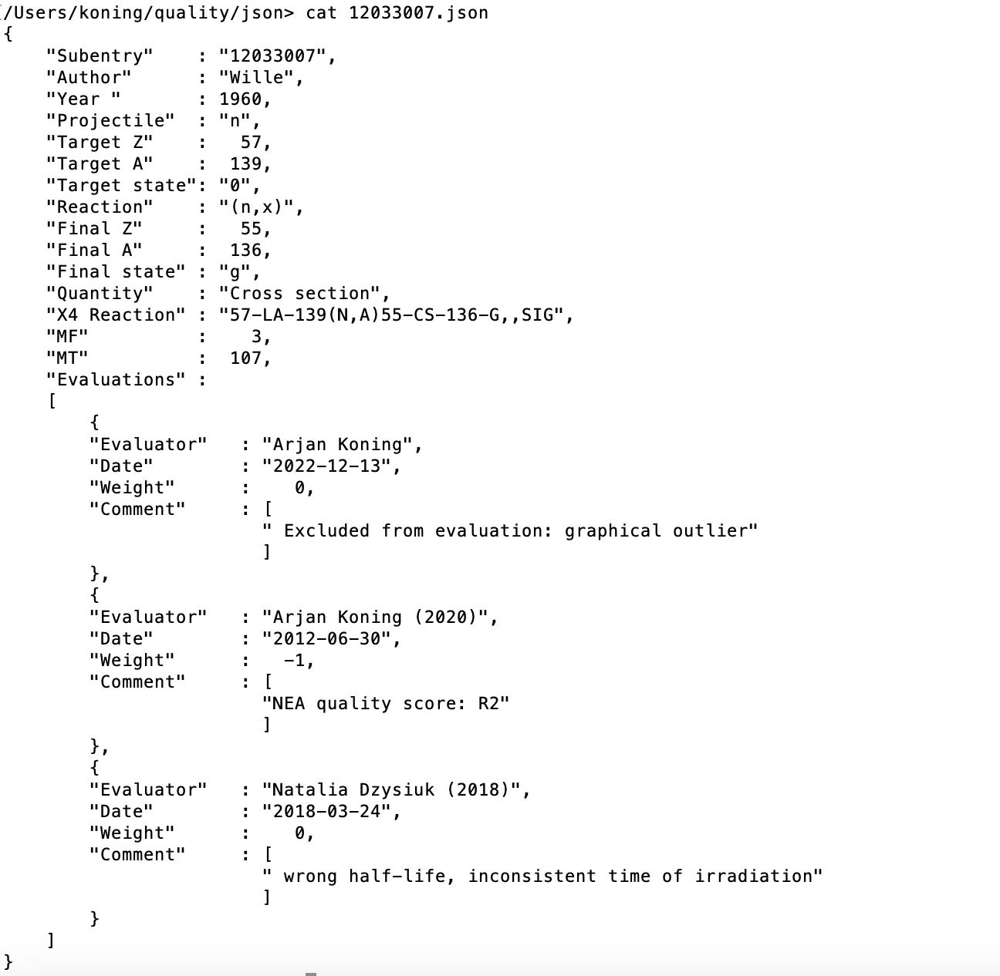 /Users/koning/quality/json> cat 12033007.json
{
    "Subentry"    : "12033007",
    "Author"      : "Wille",
    "Year "       : 1960,
    "Projectile"  : "n",
    "Target Z"    :   57,
    "Target A"    :  139,
    "Target state": "0",
    "Reaction"    : "(n,x)",
    "Final Z"     :   55,
    "Final A"     :  136,
    "Final state" : "g",
    "Quantity"    : "Cross section",
    "X4 Reaction" : "57-LA-139(N,A)55-CS-136-G,,SIG",
    "MF"          :    3,
    "MT"          :  107,
    "Evaluations" :
    [
        {
        "Evaluator"   : "Arjan Koning",
        "Date"        : "2022-12-13",
        "Weight"      :    0,
        "Comment"     : [
                        " Excluded from evaluation: graphical outlier"
                        ]
        },
        {
        "Evaluator"   : "Arjan Koning (2020)",
        "Date"        : "2012-06-30",
        "Weight"      :   -1,
        "Comment"     : [
                        "NEA quality score: R2"
                        ]
        },
        {
        "Evaluator"   : "Natalia Dzysiuk (2018)",
        "Date"        : "2018-03-24",
        "Weight"      :    0,
        "Comment"     : [
                        " wrong half-life, inconsistent time of irradiation"
                        ]
        }
    ]
}